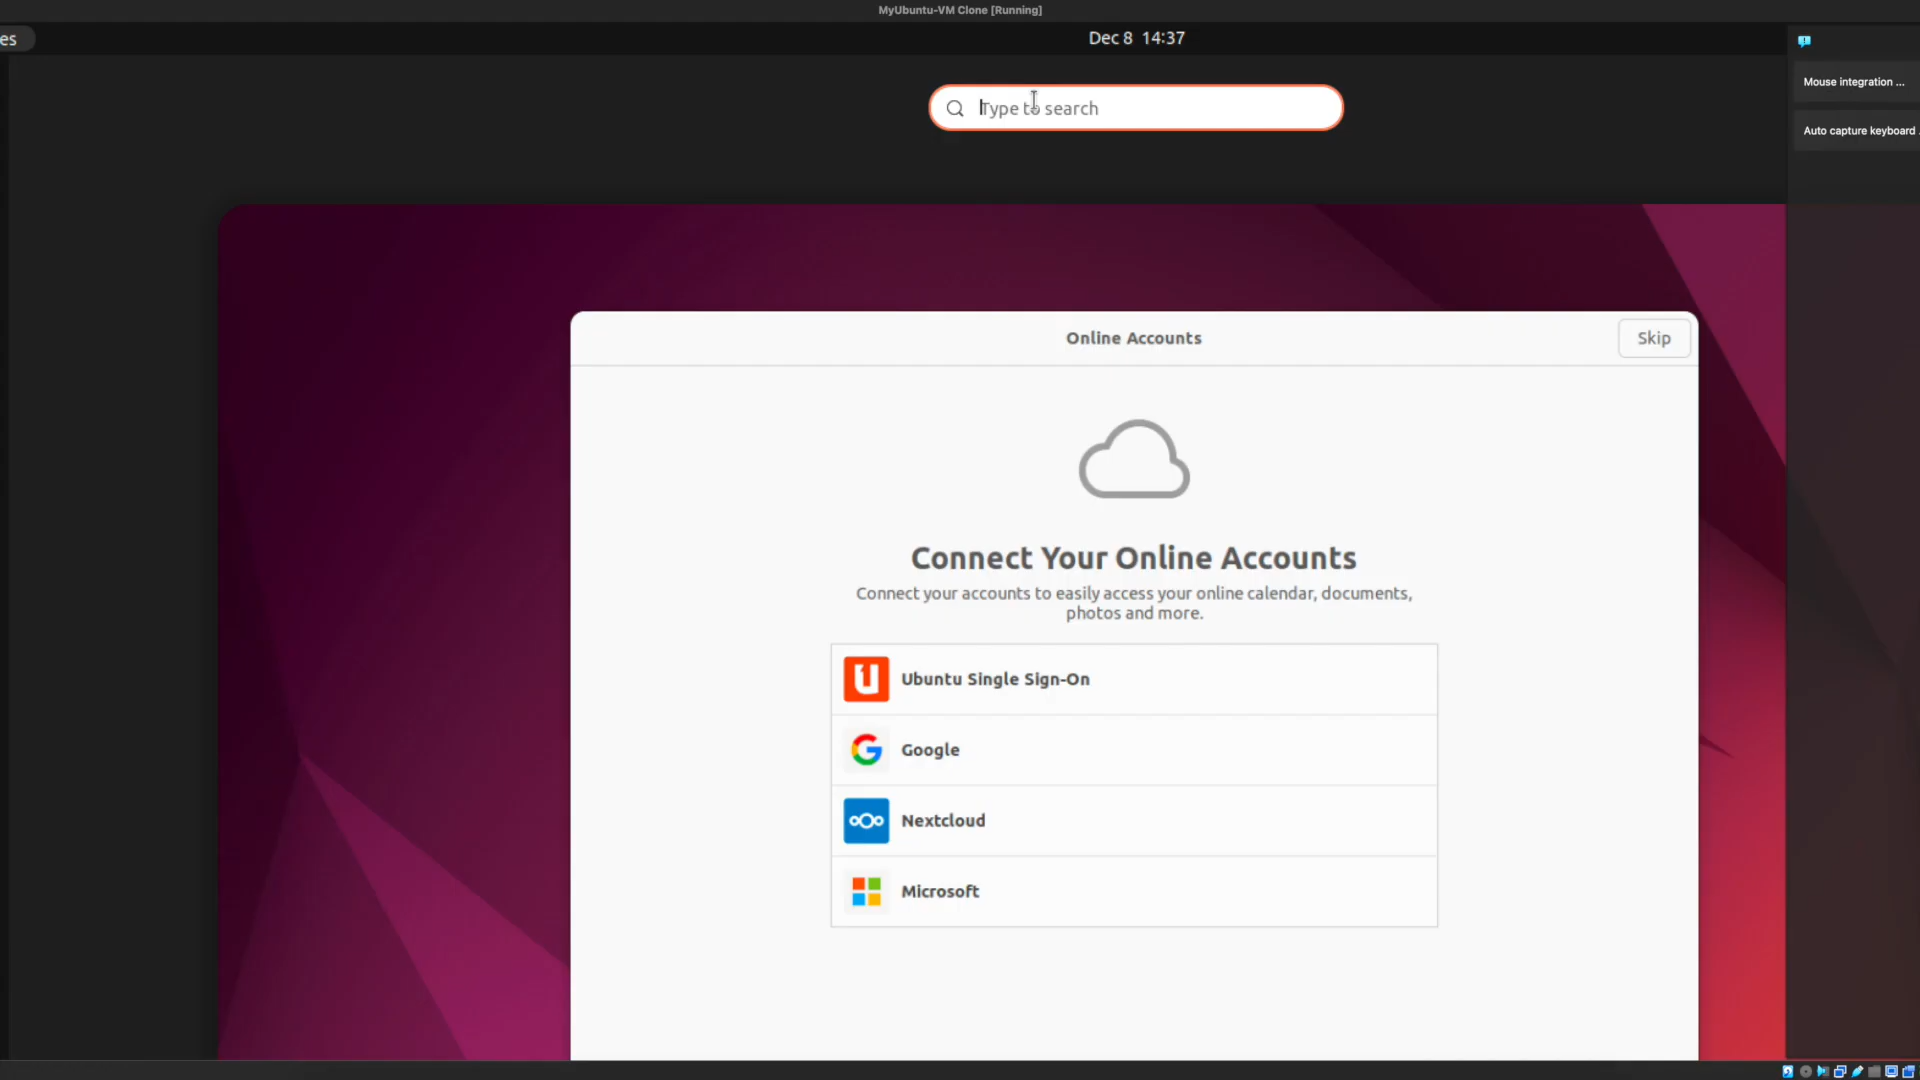 MyUbuntu-VM Clone [Running]
es
Dec 8 14:37
Mouse integration ...
Type to search
Auto capture keyboard .
Online Accounts
Skip
Connect Your Online Accounts
Connect your accounts to easily access your online calendar, documents,
photos and more.
Ubuntu Single Sign-On
Google
Nextcloud
Microsoft